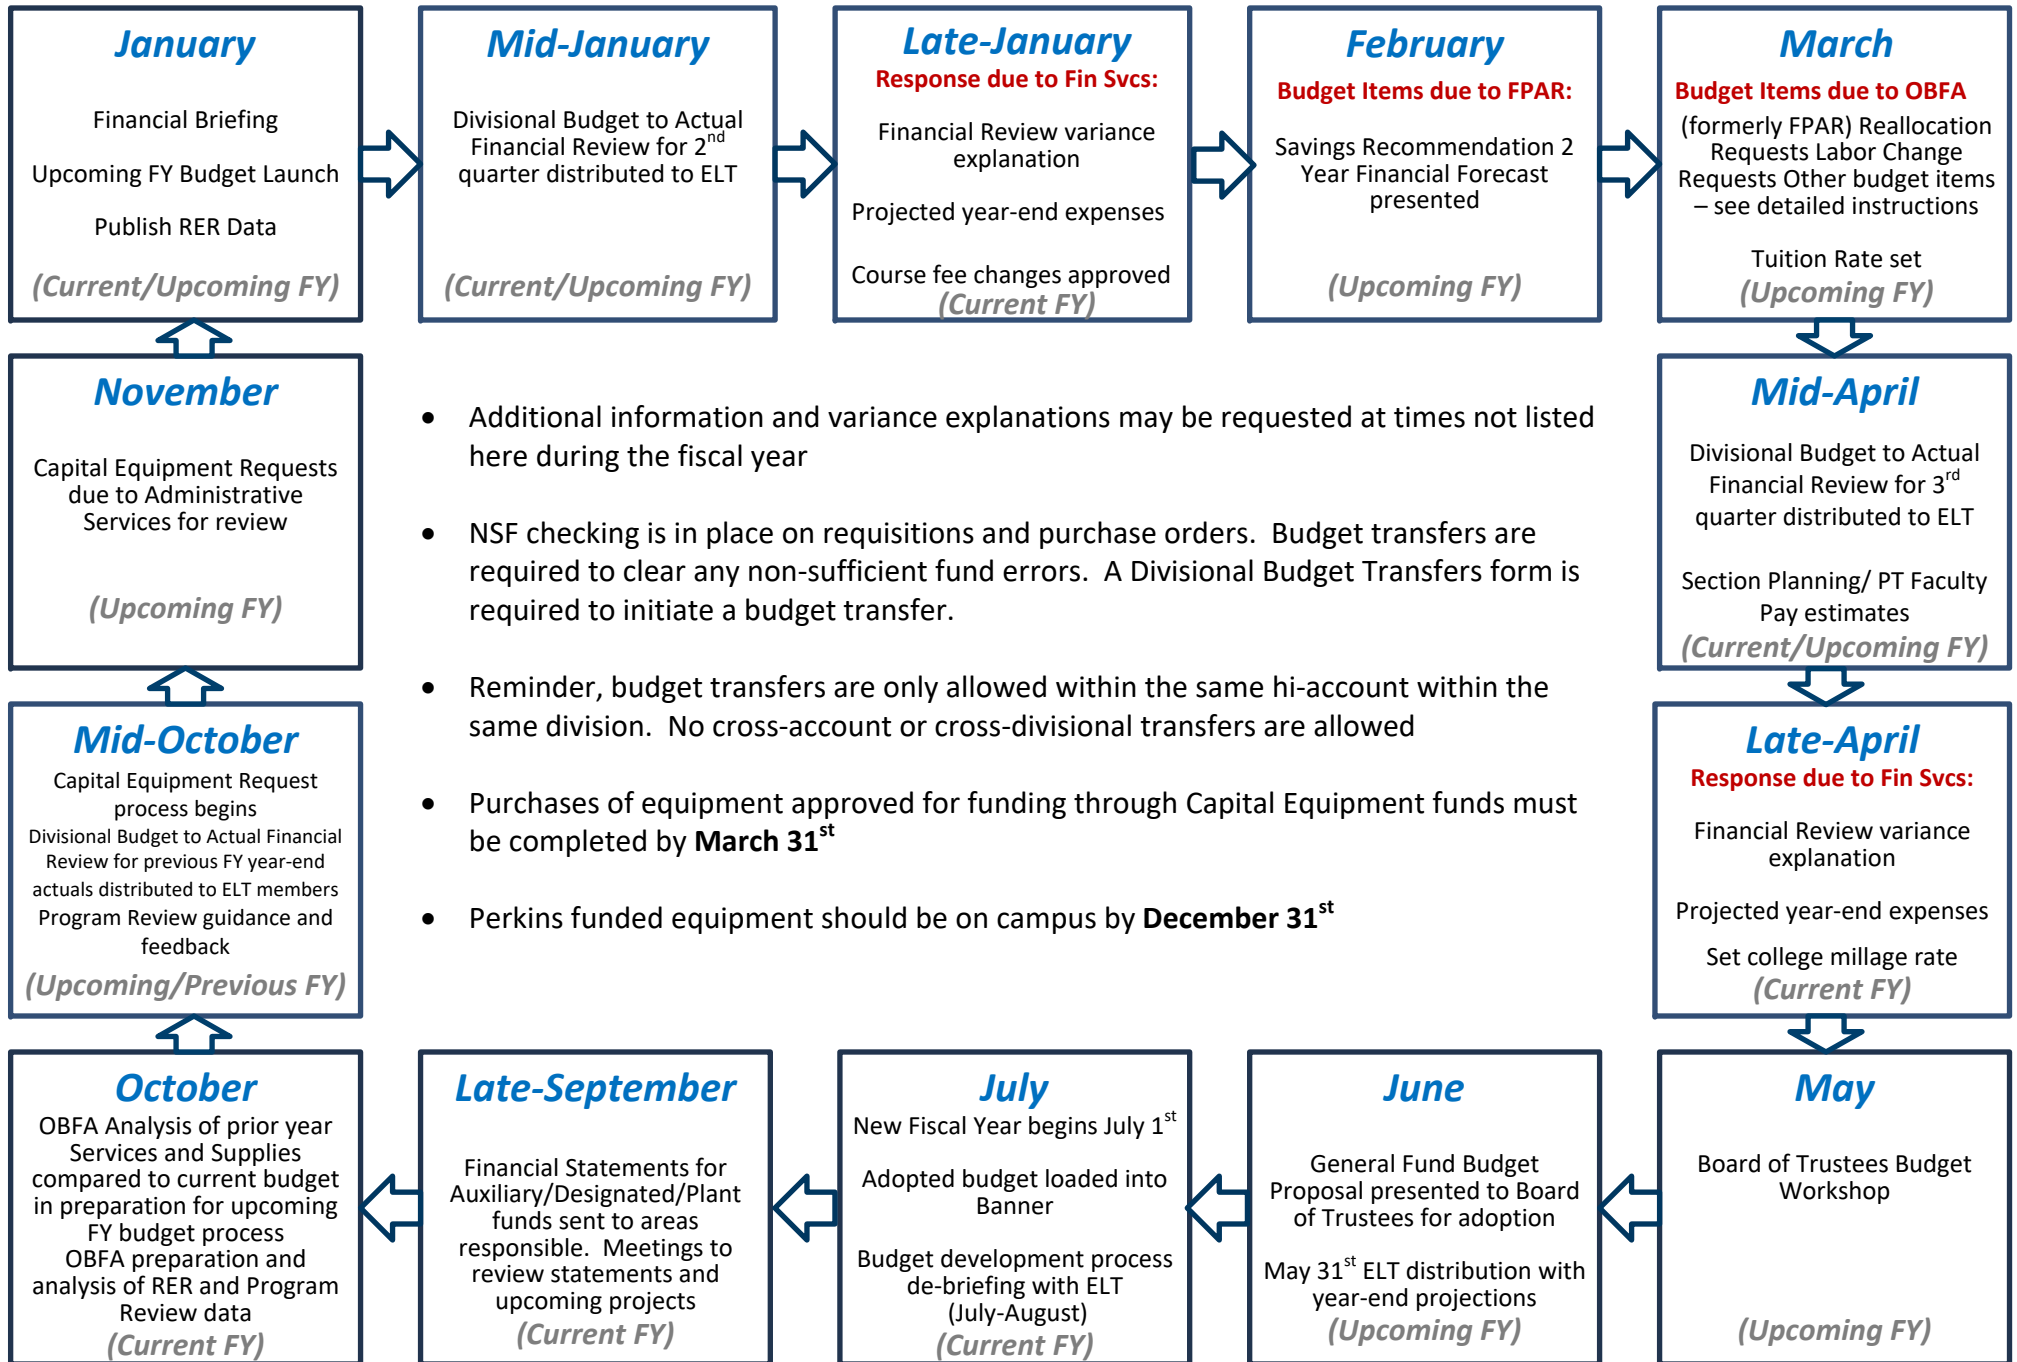 January
Financial Briefing
Upcoming FY Budget Launch
Publish RER Data
(Current/Upcoming FY)
Mid-January
Divisional Budget to Actual
Financial Review for 2nd
quarter distributed to ELT
(Current/Upcoming FY)
Late-January
Response due to Fin Svcs:
Financial Review variance
explanation
Projected year-end expenses
Course fee changes approved
(Current FY)
February
Budget Items due to FPAR:
Savings Recommendation 2
Year Financial Forecast
presented
(Upcoming FY)
March
Budget Items due to OBFA
(formerly FPAR) Reallocation
Requests Labor Change
Requests Other budget items
– see detailed instructions
Tuition Rate set
(Upcoming FY)
Mid-April
Divisional Budget to Actual
Financial Review for 3rd
quarter distributed to ELT
Section Planning/ PT Faculty
Pay estimates
(Current/Upcoming FY)
Late-April
Response due to Fin Svcs:
Financial Review variance
explanation
Projected year-end expenses
Set college millage rate
(Current FY)
May
Board of Trustees Budget
Workshop
(Upcoming FY)
June
General Fund Budget
Proposal presented to Board
of Trustees for adoption
May 31st ELT distribution with
year-end projections
(Upcoming FY)
July
New Fiscal Year begins July 1st
Adopted budget loaded into
Banner
Budget development process
de-briefing with ELT
(July-August)
(Current FY)
Late-September
Financial Statements for
Auxiliary/Designated/Plant
funds sent to areas
responsible. Meetings to
review statements and
upcoming projects
(Current FY)
October
OBFA Analysis of prior year
Services and Supplies
compared to current budget
in preparation for upcoming
FY budget process
OBFA preparation and
analysis of RER and Program
Review data
(Current FY)
Mid-October
Capital Equipment Request
process begins
Divisional Budget to Actual Financial
Review for previous FY year-end
actuals distributed to ELT members
Program Review guidance and
feedback
(Upcoming/Previous FY)
November
Capital Equipment Requests
due to Administrative
Services for review
(Upcoming FY)
• Additional information and variance explanations may be requested at times not listed
here during the fiscal year
• NSF checking is in place on requisitions and purchase orders. Budget transfers are
required to clear any non-sufficient fund errors. A Divisional Budget Transfers form is
required to initiate a budget transfer.
• Reminder, budget transfers are only allowed within the same hi-account within the
same division. No cross-account or cross-divisional transfers are allowed
• Purchases of equipment approved for funding through Capital Equipment funds must
be completed by March 31st
• Perkins funded equipment should be on campus by December 31st